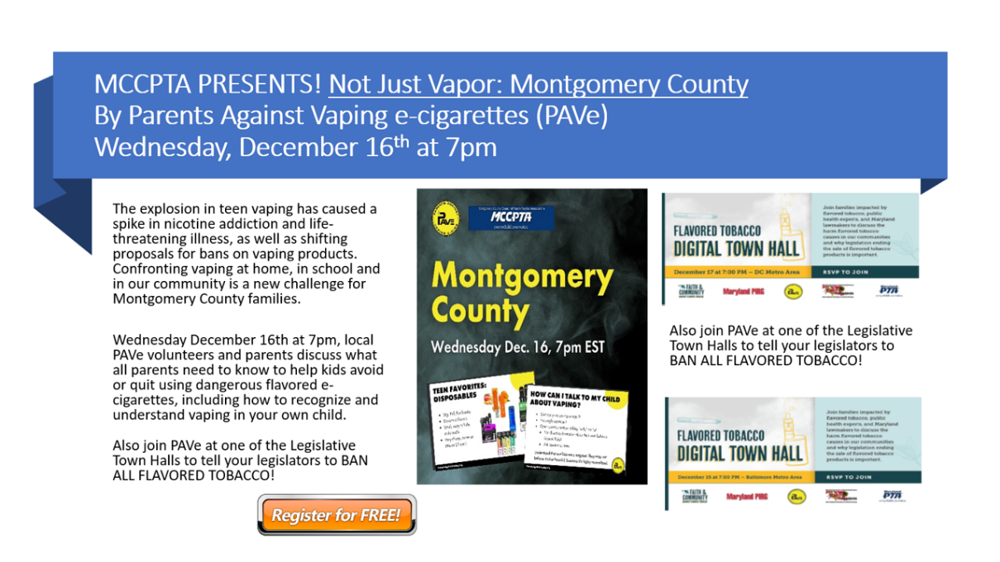 MCCPTA PRESENTS! Not Just Vapor: Montgomery County
By Parents Against Vaping e-cigarettes (PAVe)
Wednesday, December 16th at 7pm
The explosion in teen vaping has caused a
spike in nicotine addiction and life-
threatening illness, as well as shifting
proposals for bans on vaping products.
Confronting vaping at home, in school and
in our community is a new challenge for
Montgomery County families.
Wednesday December 16th at 7pm, local
PAVe volunteers and parents discuss what
all parents need to know to help kids avoid
or quit using dangerous flavored e-
cigarettes, including how to recognize and
understand vaping in your own child.
Also join PAVe at one of the Legislative
Town Halls to tell your legislators to BAN
ALL FLAVORED TOBACCO!
Register for FREE!
PAVE
MCCPTA
Montgomery
County
Wednesday Dec. 16, 7pm EST
TEEN FAVORITES:
DISPOSABLES
HOW CAN I TALK TO MY CHILD
ABOUT VAPING?
FLAVORED TOBACCO
DIGITAL TOWN HALL
December 17 at 7:00 PM – DC Metro Area
Join families impacted by
flavored tobacco, public
health experts, and Maryland
lawmakers to discuss the
harm flavored tobacco
causes in our communities
and why legislation ending
the sale of flavored tobacco
products is important.
RSVP TO JOIN
FAITH &
COMMUNITY
Maryland PIRG
PAVE
PTA
Also join PAVe at one of the Legislative
Town Halls to tell your legislators to
BAN ALL FLAVORED TOBACCO!
FLAVORED TOBACCO
DIGITAL TOWN HALL
at 7:00 PM – Baltimore Metro Area
Join families impacted by
flavored tobacco, public
health experts, and Maryland
lawmakers to discuss the
harm flavored tobacco
causes in our communities
and why legislation ending
the sale of flavored tobacco
products is important.
RSVP TO JOIN
FAITH &
COMMUNITY
Maryland PIRG
PAVE
PTA